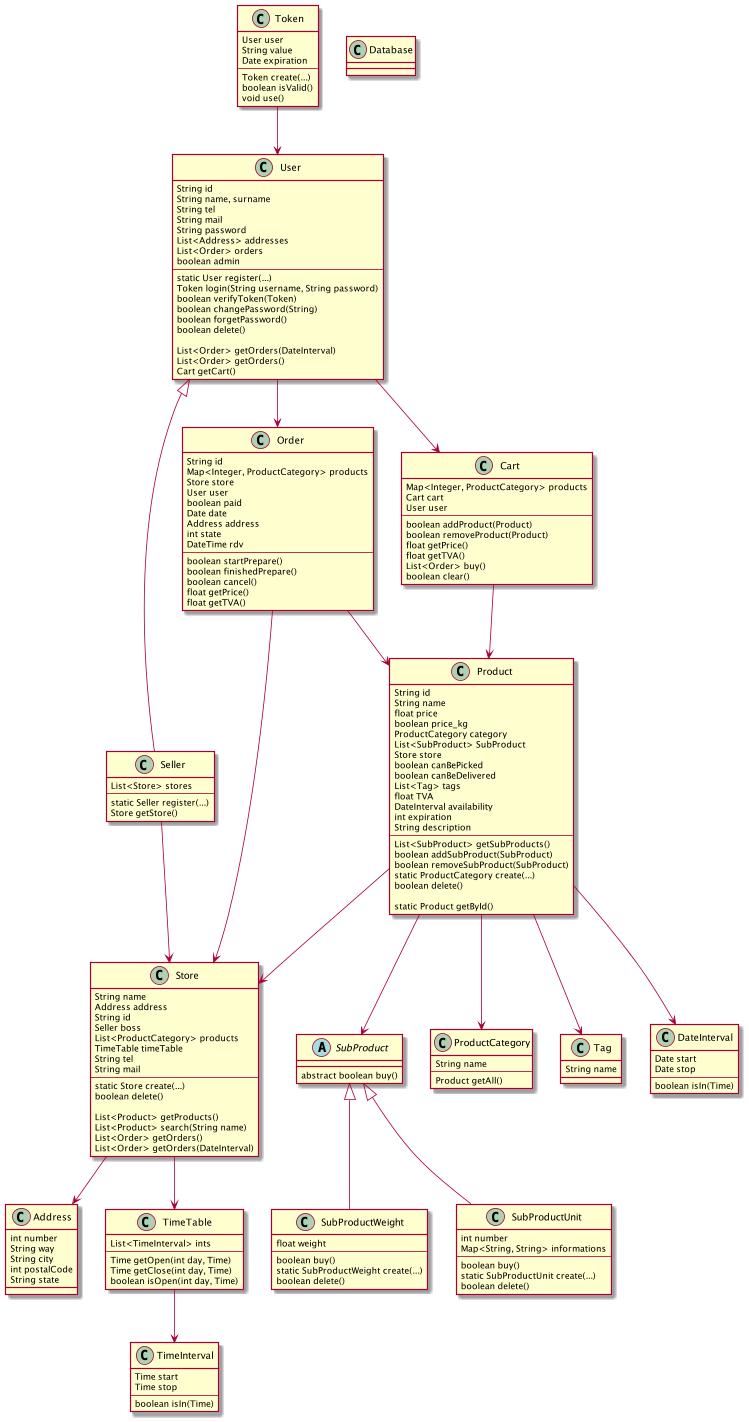 C Token
User user
String value
Date expiration
Token create(...)
boolean isValid()
void use()
C Database
C User
String id
String name, surname
String tel
String mail
String password
List<Address> addresses
List<Order> orders
boolean admin
static User register(...)
Token login(String username, String password)
boolean verifyToken(Token)
boolean changePassword(String)
boolean forgetPassword()
boolean delete()
List<Order> getOrders(DateInterval)
List<Order> getOrders()
Cart getCart()
C Order
String id
Map<Integer, ProductCategory> products
Store store
User user
boolean paid
Date date
Address address
int state
DateTime rdv
boolean startPrepare()
boolean finishedPrepare()
boolean cancel()
float getPrice()
float getTVA()
C Cart
Map<Integer, ProductCategory> products
Cart cart
User user
boolean addProduct(Product)
boolean removeProduct(Product)
float getPrice()
float getTVA()
List<Order> buy()
boolean clear()
C Product
String id
String name
float price
boolean price_kg
ProductCategory category
List<SubProduct> SubProduct
Store store
boolean canBePicked
boolean canBeDelivered
List<Tag> tags
float TVA
DateInterval availability
int expiration
String description
List<SubProduct> getSubProducts()
boolean addSubProduct(SubProduct)
boolean removeSubProduct(SubProduct)
static ProductCategory create(...)
boolean delete()
static Product getById()
C Seller
List<Store> stores
static Seller register(...)
Store getStore()
C Store
String name
Address address
String id
Seller boss
List<ProductCategory> products
TimeTable timeTable
String tel
String mail
static Store create(...)
boolean delete()
List<Product> getProducts()
List<Product> search(String name)
List<Order> getOrders()
List<Order> getOrders(DateInterval)
A SubProduct
abstract boolean buy()
C ProductCategory
String name
Product getAll()
C Tag
String name
C DateInterval
Date start
Date stop
boolean isIn(Time)
C Address
int number
String way
String city
int postalCode
String state
C TimeTable
List<TimeInterval> ints
Time getOpen(int day, Time)
Time getClose(int day, Time)
boolean isOpen(int day, Time)
C SubProductWeight
float weight
boolean buy()
static SubProductWeight create(...)
boolean delete()
C SubProductUnit
int number
Map<String, String> informations
boolean buy()
static SubProductUnit create(...)
boolean delete()
C TimeInterval
Time start
Time stop
boolean isIn(Time)